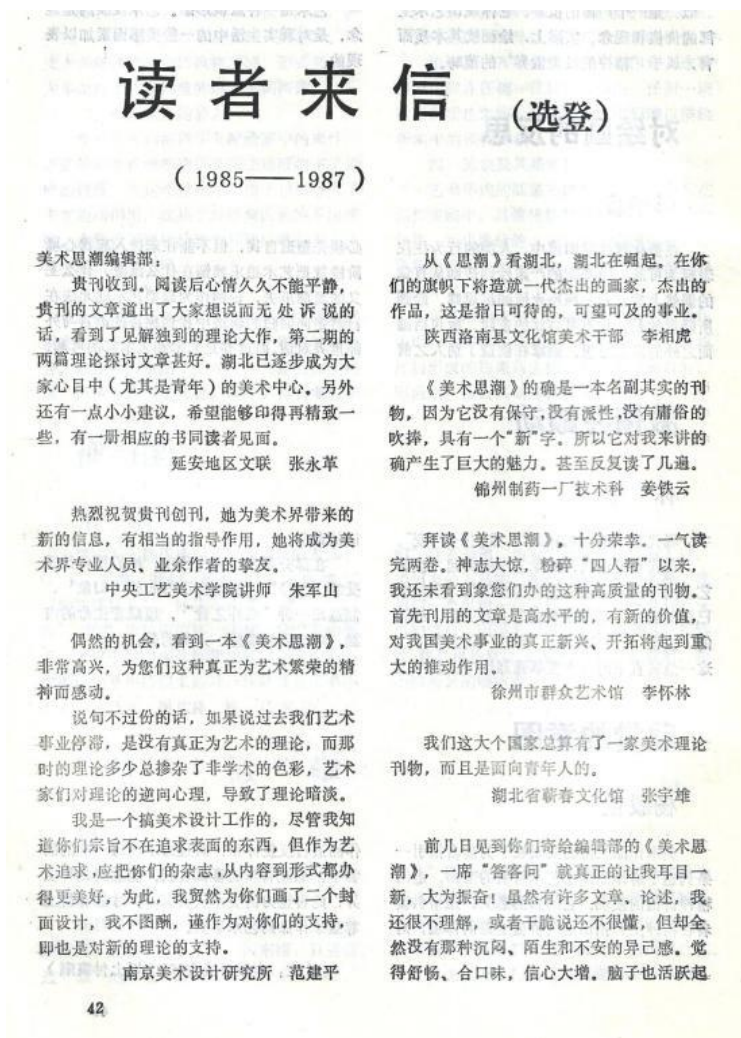 读者来信(选登)
(1985——1987)
美术思潮编辑部:
贵刊收到,阅读后心情久久不能平静,
贵刊的文章道出了大家想说而无处诉说的
话,看到了见解独到的理论大作,第二期的
两篇理论探讨文章甚好。湖北已逐步成为大
家心目中(尤其是青年)的美术中心。另外
还有一点小小建议,希望能够印得再精致一
些,有一册相应的书同读者见面。
延安地区文联 张永革
热烈祝贺贵刊创刊,她为美术界带来的
新的信息,有相当的指导作用,她将成为美
术界专业人员、业余作者的挚友。
中央工艺美术学院讲师 朱军山
偶然的机会,看到一本《美术思潮》,
非常高兴,为您们这种真正为艺术繁荣的精
神而感动。
说句不过份的话,如果说过去我们艺术
事业停滞,是没有真正为艺术的理论,而那
时的理论多少总掺杂了非学术的色彩,艺术
家们对理论的逆向心理,导致了理论暗淡。
我是一个搞美术设计工作的,尽管我知
道你们宗旨不在追求表面的东西,但作为艺
术追求,应把你们的杂志,从内容到形式都办
得更美好,为此,我贸然为你们画了二个封
面设计,我不图酬,谨作为对你们的支持,
即也是对新的理论的支持。
南京美术设计研究所,范建平
从《思潮》看湖北,湖北在崛起,在你
们的旗帜下将造就一代杰出的画家,杰出的
作品,这是指日可待的,可望可及的事业。
陕西洛南县文化馆美术干部 李相虎
《美术思潮》的确是一本名副其实的刊
物,因为它没有保守,没有派性,没有庸俗的
吹捧,具有一个“新”字。所以它对我来讲的
确产生了巨大的魅力。甚至反复读了几遍。
锦州制药一厂技术科 姜铁云
拜读《美术思潮》,十分荣幸。一气读
完两卷。神志大惊,粉碎“四人帮”以来,
我还未看到象您们办的这种高质量的刊物。
首先刊用的文章是高水平的,有新的价值,
对我国美术事业的真正新兴、开拓将起到重
大的推动作用。
徐州市群众艺术馆 李怀林
我们这大个国家总算有了一家美术理论
刊物,而且是面向青年人的。
湖北省蕲春文化馆 张宇雄
前几日见到你们寄给编辑部的《美术思
潮》,一席“答客问”就真正的让我耳目一
新,大为振奋!虽然有许多文章、论述,我
还很不理解,或者干脆说还不很懂,但却全
然没有那种沉闷、陌生和不安的异己感。觉
得舒畅、合口味,信心大增。脑子也活跃起
42